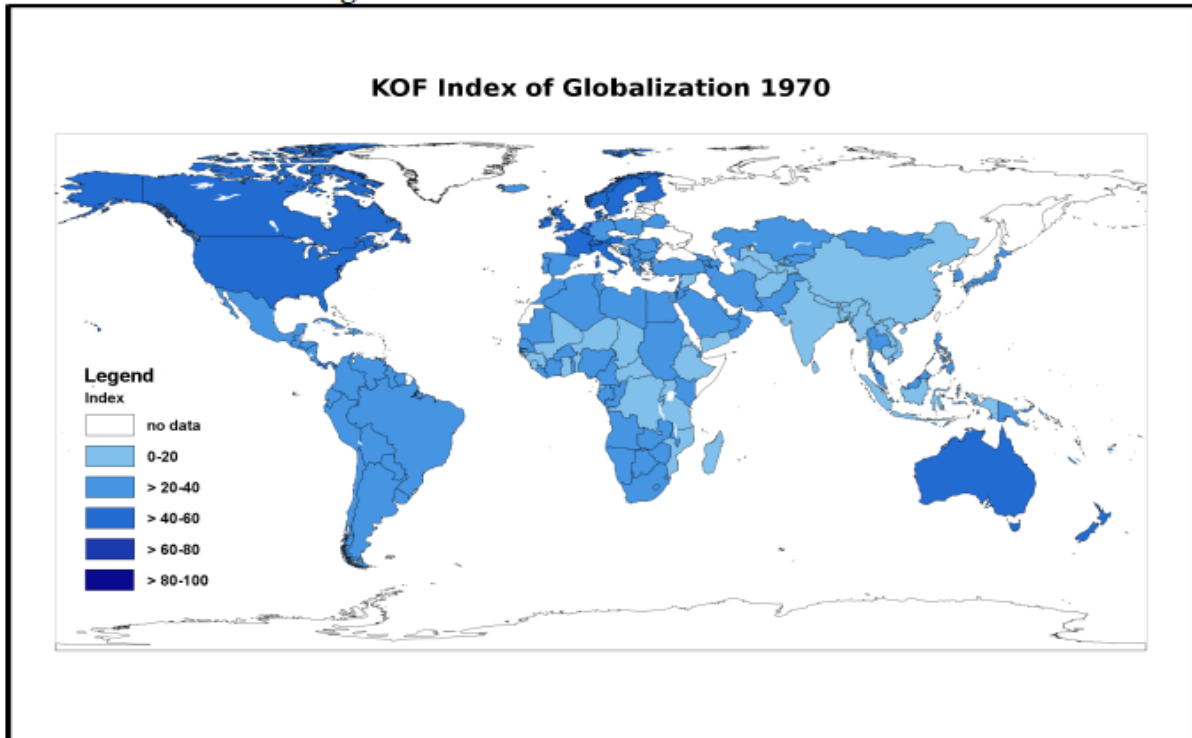 KOF Index of Globalization 1970
Legend
Index
no data
0-20
> 20-40
> 40-60
> 60-80
> 80-100